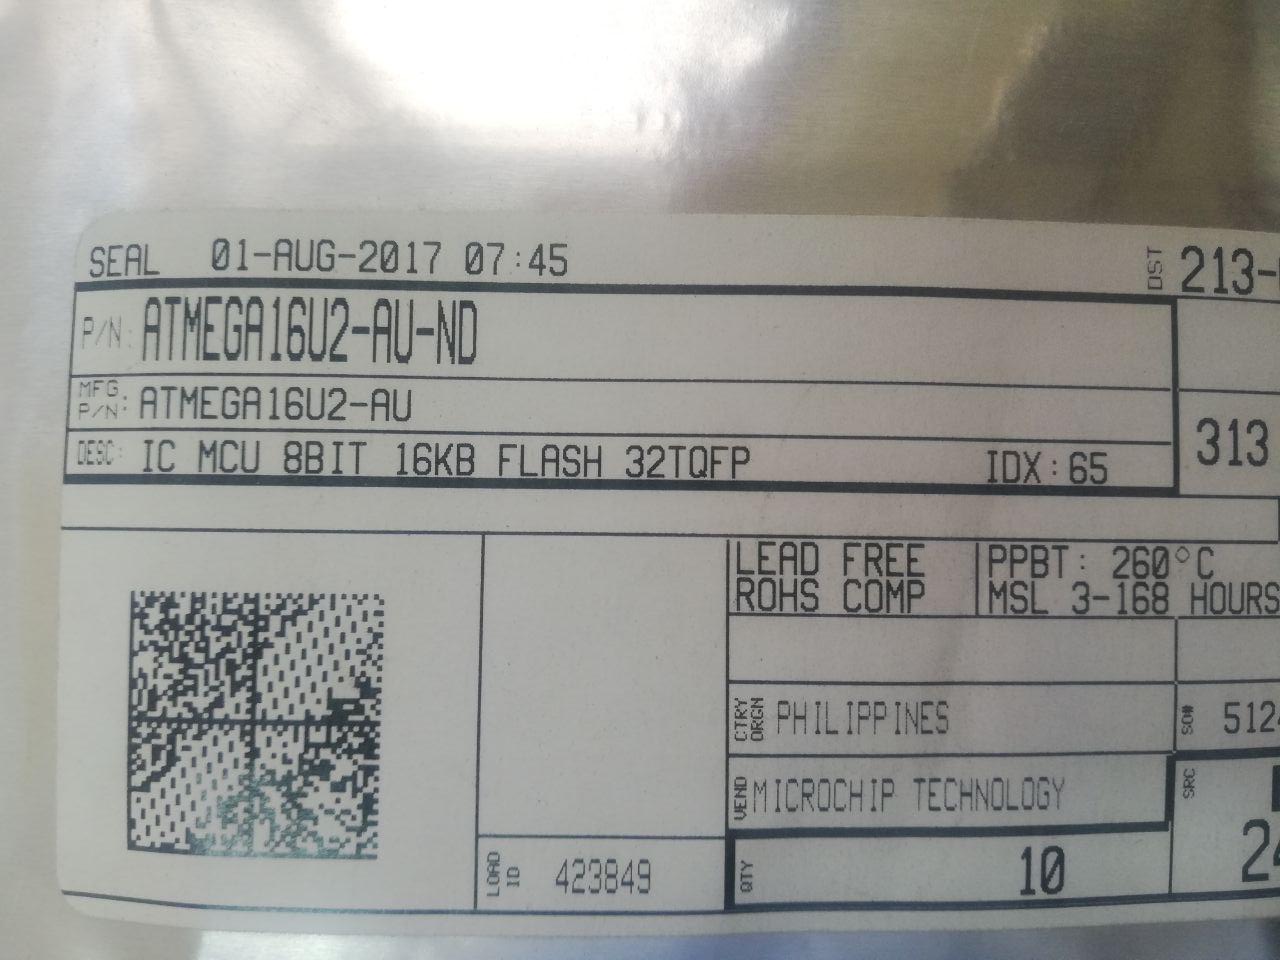 SEAL 01-AUG-2017 07:45 DST 213-
P/N: ATMEGA16U2-AU-ND
MFG. P/N: ATMEGA16U2-AU
313
DESC: IC MCU 8BIT 16KB FLASH 32TQFP IDX:65
LEAD FREE PPBT: 260°C
ROHS COMP MSL 3-168 HOURS
CTRY ORGN PHILIPPINES SO# 512
VEND MICROCHIP TECHNOLOGY SRC
LOAD ID 423849 QTY 10 2